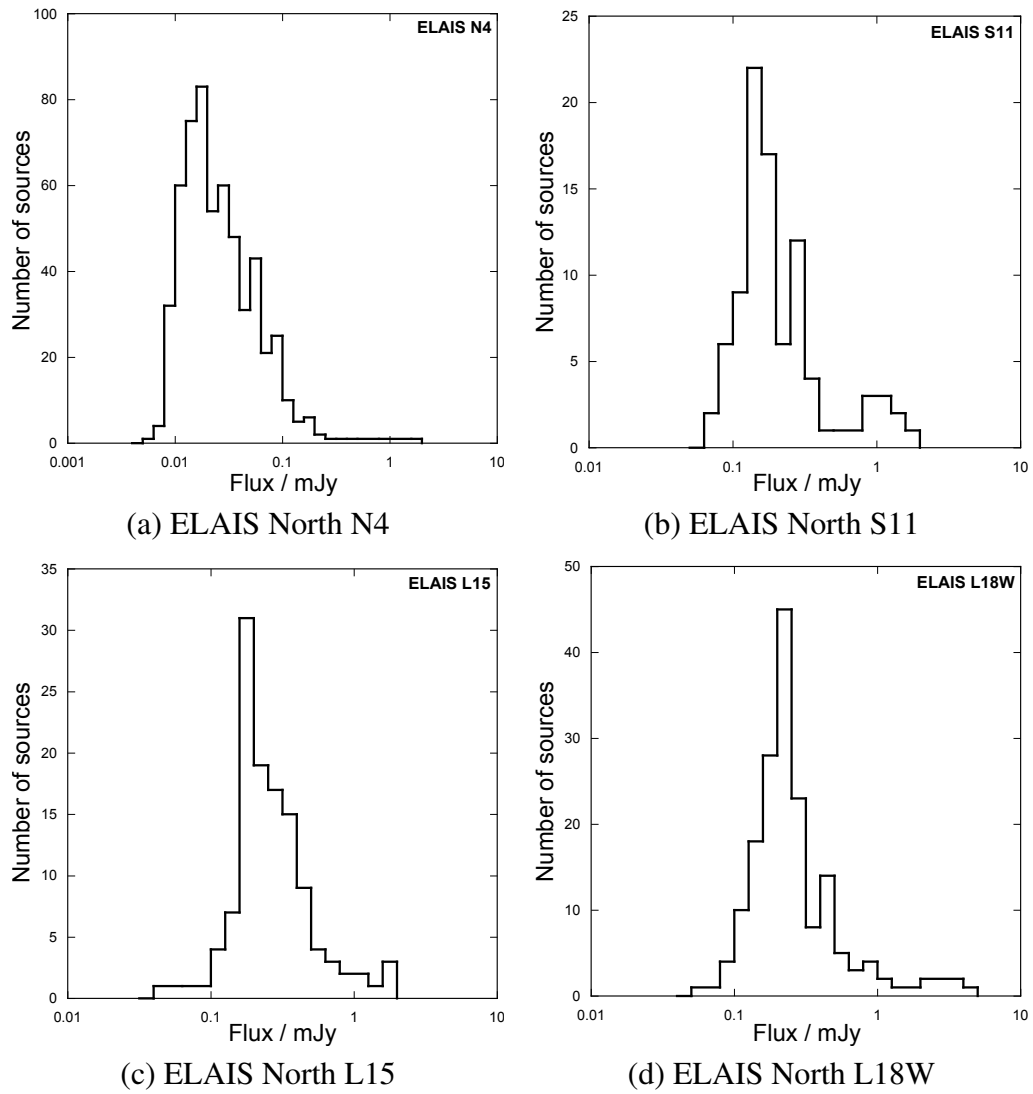 ELAIS N4
100
80
60
40
20
0
Number of sources
0.001
0.01
0.1
1
10
Flux / mJy
(a) ELAIS North N4
ELAIS S11
25
20
15
10
5
0
Number of sources
0.01
0.1
1
10
Flux / mJy
(b) ELAIS North S11
ELAIS L15
35
30
25
20
15
10
5
0
Number of sources
0.01
0.1
1
10
Flux / mJy
(c) ELAIS North L15
ELAIS L18W
50
40
30
20
10
0
Number of sources
0.01
0.1
1
10
Flux / mJy
(d) ELAIS North L18W